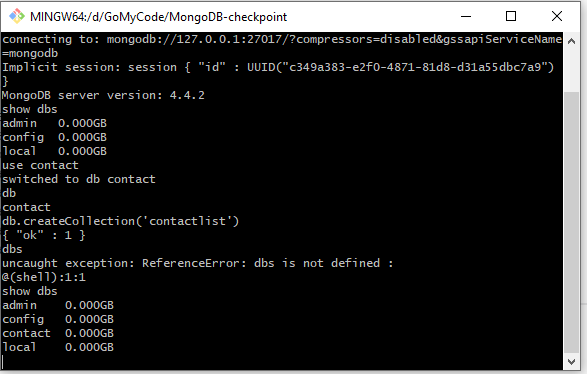 MINGW64:/d/GoMyCode/MongoDB-checkpoint
connecting to: mongodb://127.0.0.1:27017/?compressors=disabled&gssapiServiceName
=mongodb
Implicit session: session { "id" : UUID("c349a383-e2f0-4871-81d8-d31a55dbc7a9")
}
MongoDB server version: 4.4.2
show dbs
admin   0.000GB
config  0.000GB
local   0.000GB
use contact
switched to db contact
db
contact
db.createCollection('contactlist')
{ "ok" : 1 }
dbs
uncaught exception: ReferenceError: dbs is not defined :
@(shell):1:1
show dbs
admin    0.000GB
config   0.000GB
contact  0.000GB
local    0.000GB